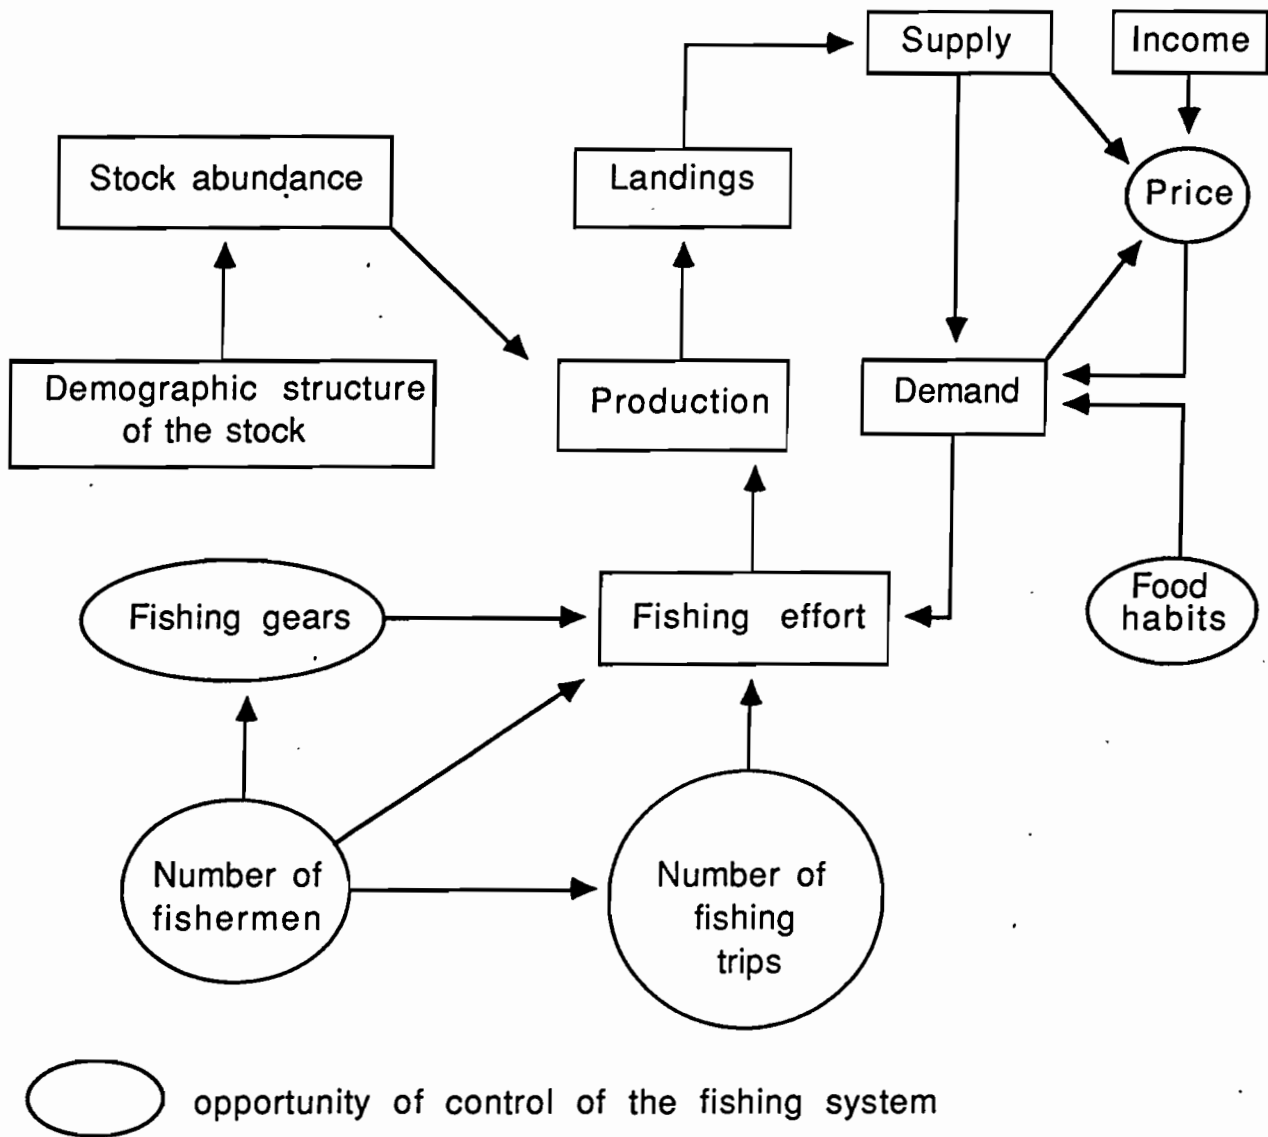 Supply
Income
Stock abundance
Landings
Price
Demographic structure
of the stock
Production
Demand
Fishing gears
Fishing effort
Food
habits
Number of
fishermen
Number of
fishing
trips
opportunity of control of the fishing system